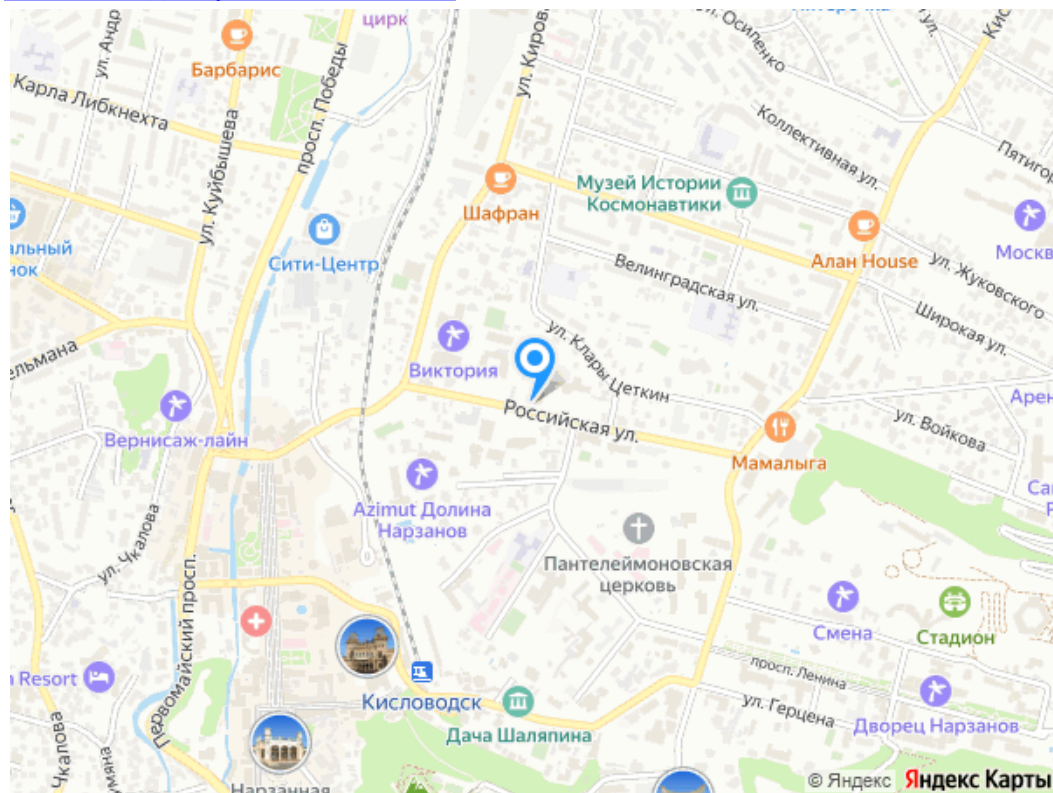 цирк
ул. Осипенко
ул. Андр
Барбарис
просп. Победы
ул. Киров
Карла Либкнехта
Коллективная ул.
Пятигор
ул. Куйбышева
Шафран
Музей Истории
Космонавтики
Москв
альный
нок
Сити-Центр
Алан House
ул. Жуковского
Велинградская ул.
Широкая ул.
ельмана
Виктория
ул. Клары Цеткин
Арен
Российская ул.
ул. Войкова
Вернисаж-лайн
Мамалыга
Azimut Долина
Нарзанов
ул. Чкалова
Пантелеймоновская
церковь
Смена
Стадион
Первомайский просп.
Resort
просп. Ленина
Кисловодск
ул. Герцена
Дворец Нарзанов
Дача Шаляпина
Чкалова
Нарзанная
© Яндекс Яндекс Карты